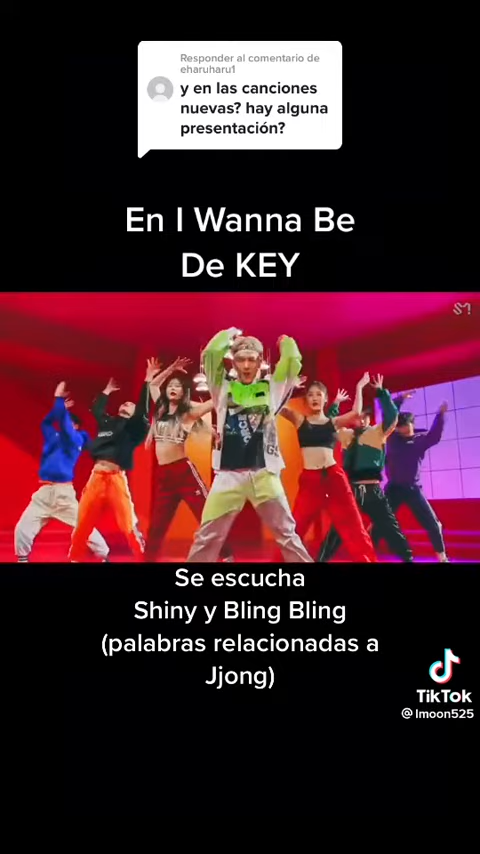 Responder al comentario de
eharuharu1
y en las canciones
nuevas? hay alguna
presentación?
En I Wanna Be
De KEY
SM
Se escucha
Shiny y Bling Bling
(palabras relacionadas a
Jjong)
TikTok
@lmoon525